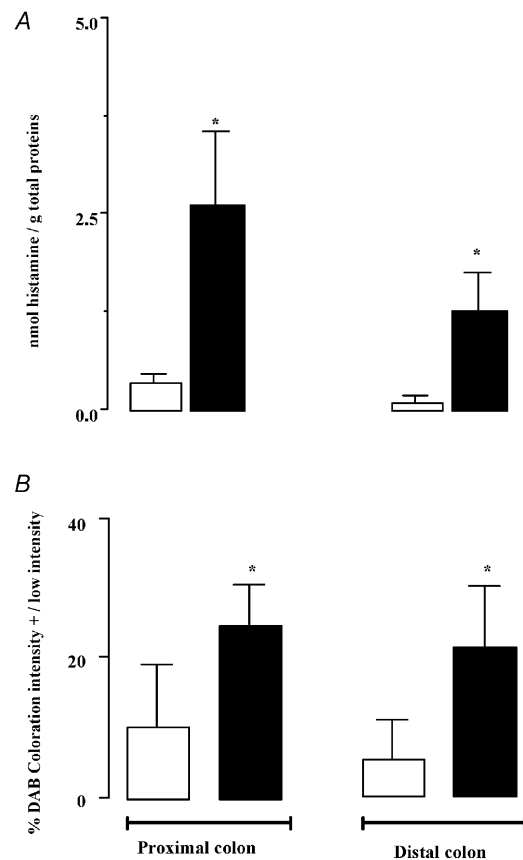 A
5.0
2.5
0.0
nmol histamine / g total proteins
*
*
B
40
20
0
% DAB Coloration intensity + / low intensity
*
*
Proximal colon
Distal colon